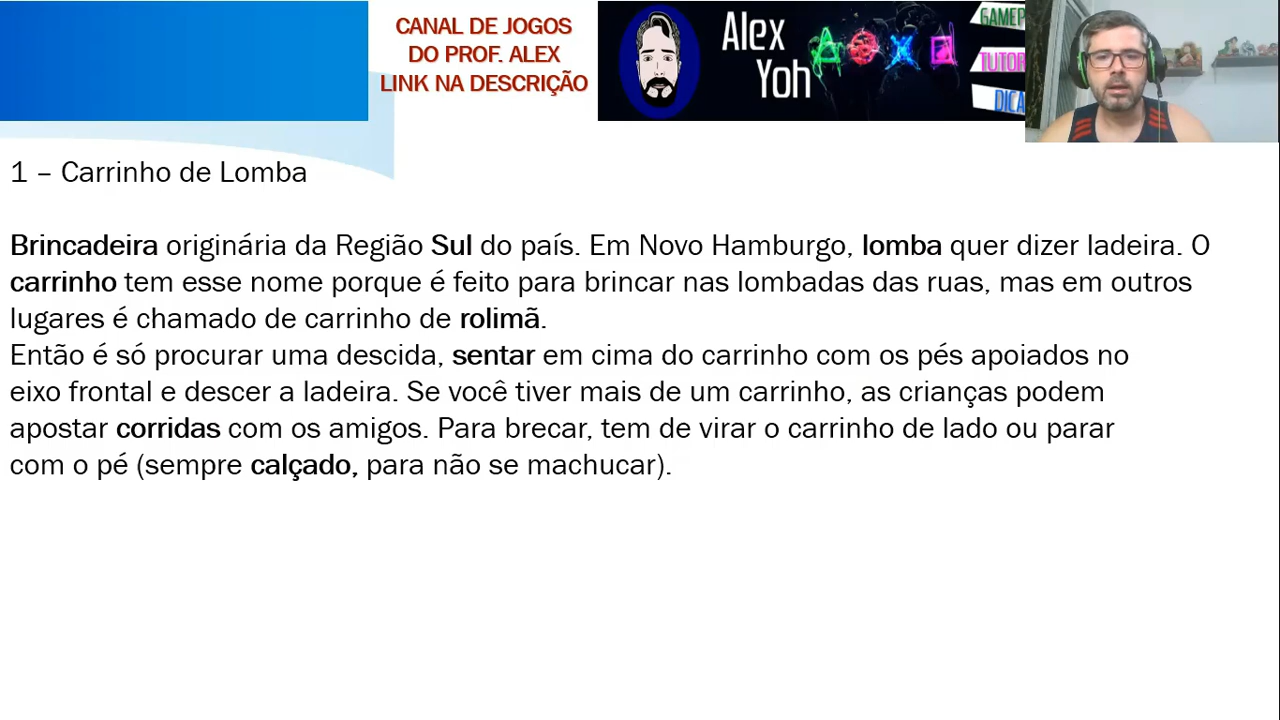 CANAL DE JOGOS
DO PROF. ALEX
LINK NA DESCRIÇÃO
Alex
Yoh
GAMEP
TUTOR
DICA
1 – Carrinho de Lomba
Brincadeira originária da Região Sul do país. Em Novo Hamburgo, lomba quer dizer ladeira. O
carrinho tem esse nome porque é feito para brincar nas lombadas das ruas, mas em outros
lugares é chamado de carrinho de rolimã.
Então é só procurar uma descida, sentar em cima do carrinho com os pés apoiados no
eixo frontal e descer a ladeira. Se você tiver mais de um carrinho, as crianças podem
apostar corridas com os amigos. Para brecar, tem de virar o carrinho de lado ou parar
com o pé (sempre calçado, para não se machucar).